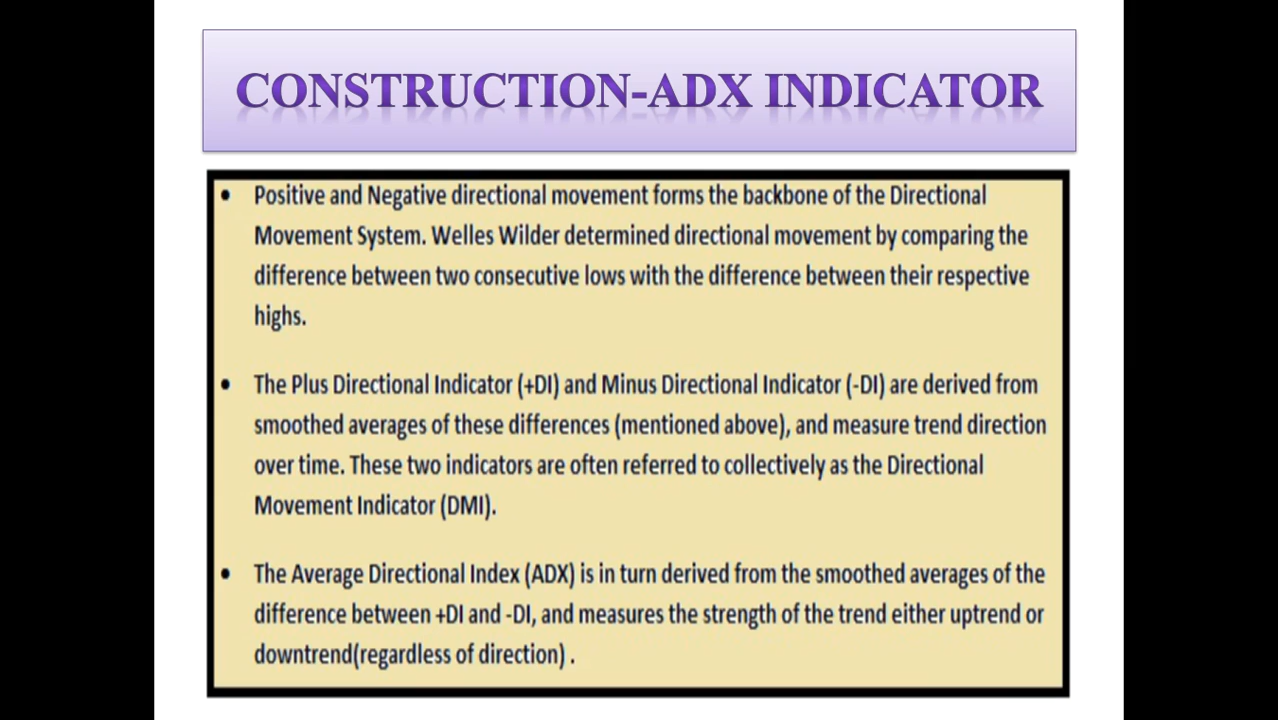 CONSTRUCTION-ADX INDICATOR
• Positive and Negative directional movement forms the backbone of the Directional
Movement System. Welles Wilder determined directional movement by comparing the
difference between two consecutive lows with the difference between their respective
highs.
• The Plus Directional Indicator (+DI) and Minus Directional Indicator (-DI) are derived from
smoothed averages of these differences (mentioned above), and measure trend direction
over time. These two indicators are often referred to collectively as the Directional
Movement Indicator (DMI).
• The Average Directional Index (ADX) is in turn derived from the smoothed averages of the
difference between +DI and -DI, and measures the strength of the trend either uptrend or
downtrend(regardless of direction) .